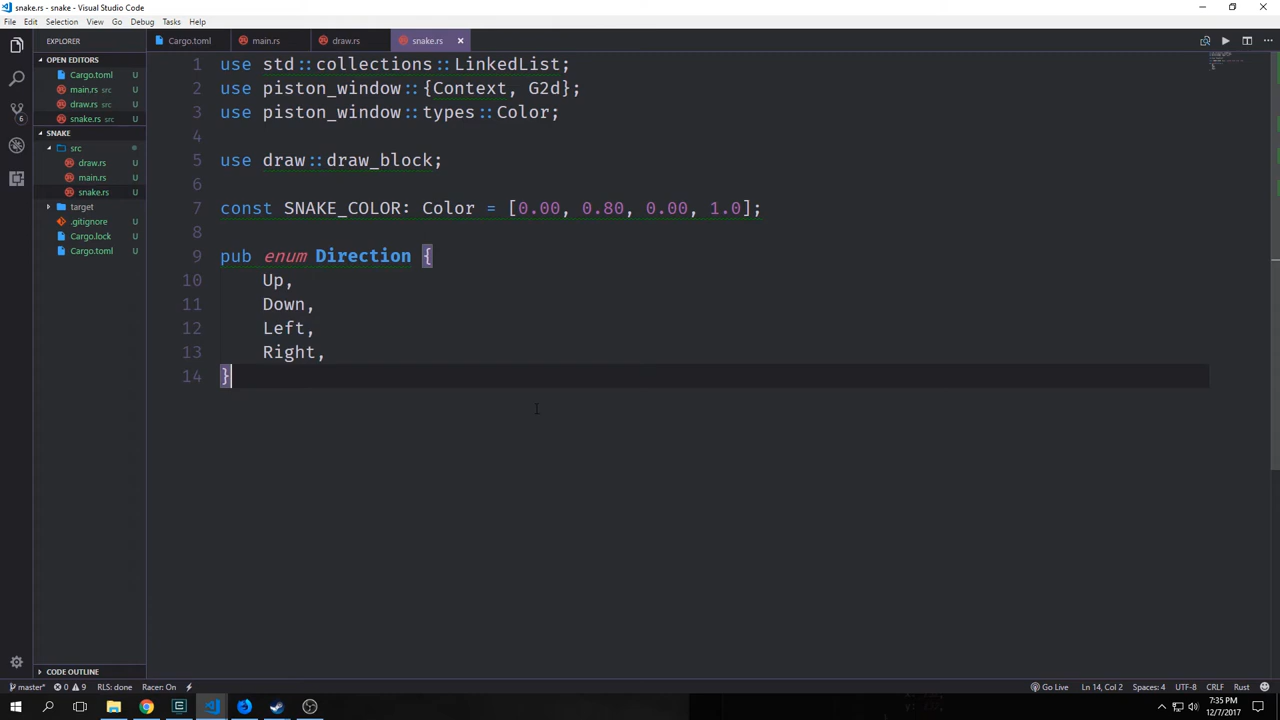 snake.rs - snake - Visual Studio Code
File Edit Selection View Go Debug Tasks Help
EXPLORER
OPEN EDITORS
Cargo.toml
main.rs src
draw.rs src
snake.rs src
SNAKE
src
draw.rs U
main.rs U
snake.rs U
target
.gitignore U
Cargo.lock U
Cargo.toml U
CODE OUTLINE
6
Cargo.toml main.rs draw.rs snake.rs
1 use std::collections::LinkedList;
2 use piston_window::{Context, G2d};
3 use piston_window::types::Color;
4
5 use draw::draw_block;
6
7 const SNAKE_COLOR: Color = [0.00, 0.80, 0.00, 1.0];
8
9 pub enum Direction {
10 Up,
11 Down,
12 Left,
13 Right,
14 }
master* 0 9 RLS: done Racer: On Ln 14, Col 2 Spaces: 4 UTF-8 CRLF Rust
Go Live
7:35 PM
12/7/2017